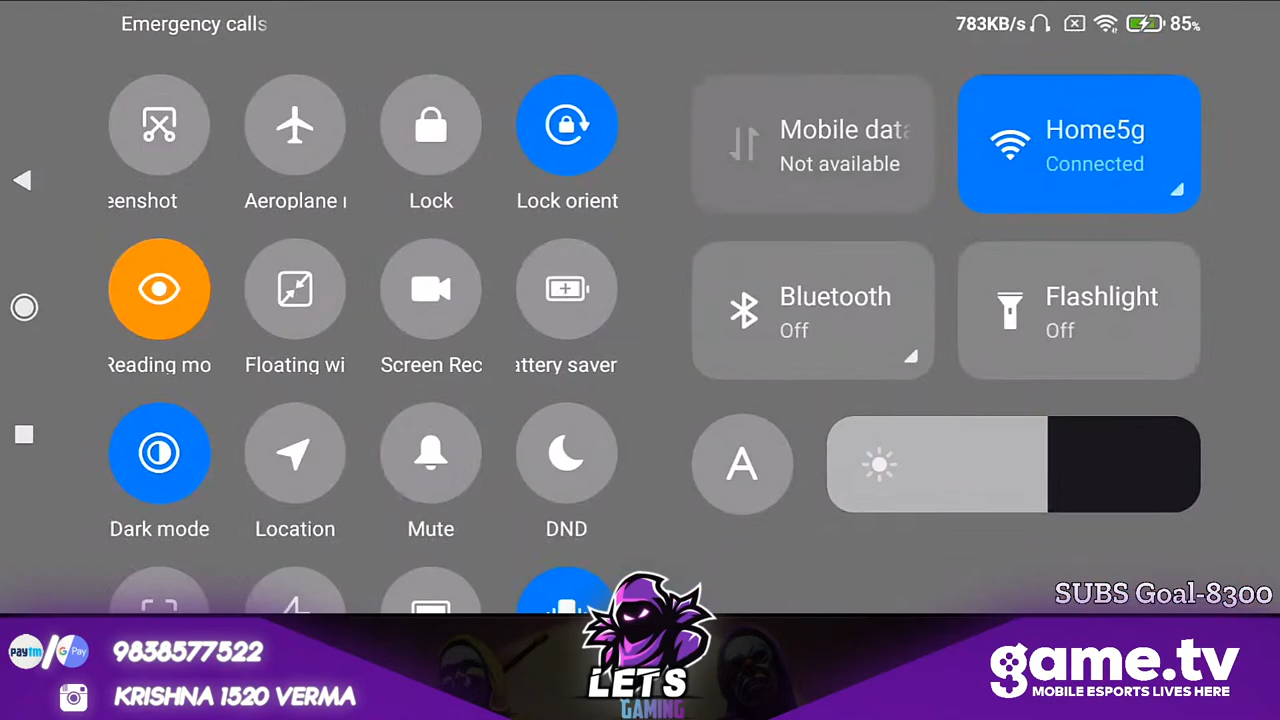 Emergency calls
783KB/s 85%
eenshot
Aeroplane
Lock
Lock orient
Mobile data
Not available
Home5g
Connected
Reading mo
Floating wi
Screen Rec
attery saver
Bluetooth
Off
Flashlight
Off
A
Dark mode
Location
Mute
DND
SUBS Goal-8300
paytm G Pay 9838577522
KRISHNA 1520 VERMA
LETS
GAMING
game.tv
MOBILE ESPORTS LIVES HERE